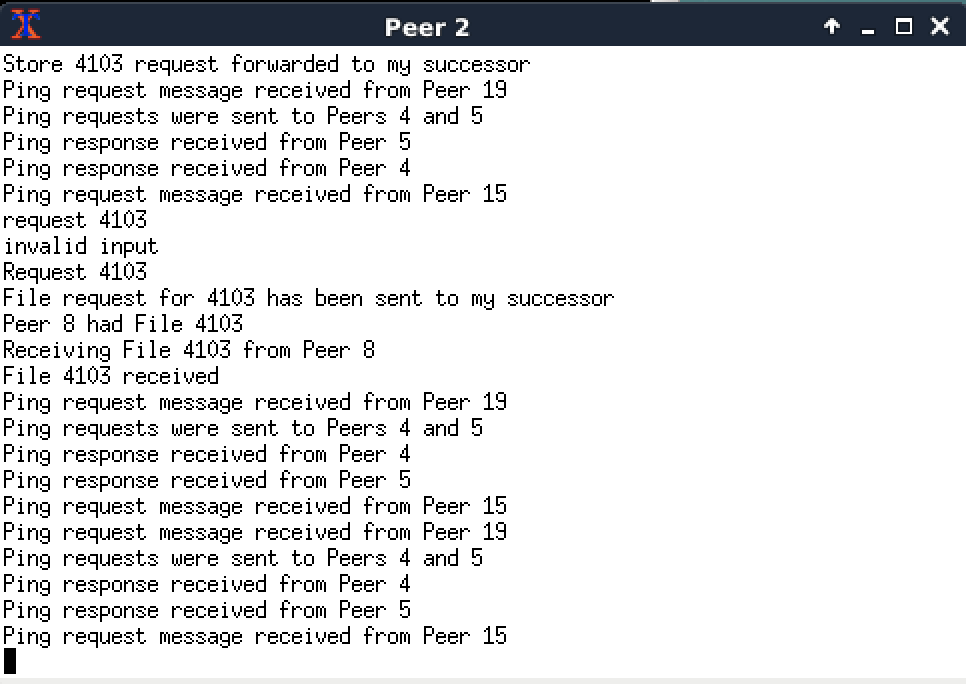 Peer 2
Store 4103 request forwarded to my successor
Ping request message received from Peer 19
Ping requests were sent to Peers 4 and 5
Ping response received from Peer 5
Ping response received from Peer 4
Ping request message received from Peer 15
request 4103
invalid input
Request 4103
File request for 4103 has been sent to my successor
Peer 8 had File 4103
Receiving File 4103 from Peer 8
File 4103 received
Ping request message received from Peer 19
Ping requests were sent to Peers 4 and 5
Ping response received from Peer 4
Ping response received from Peer 5
Ping request message received from Peer 15
Ping request message received from Peer 19
Ping requests were sent to Peers 4 and 5
Ping response received from Peer 4
Ping response received from Peer 5
Ping request message received from Peer 15